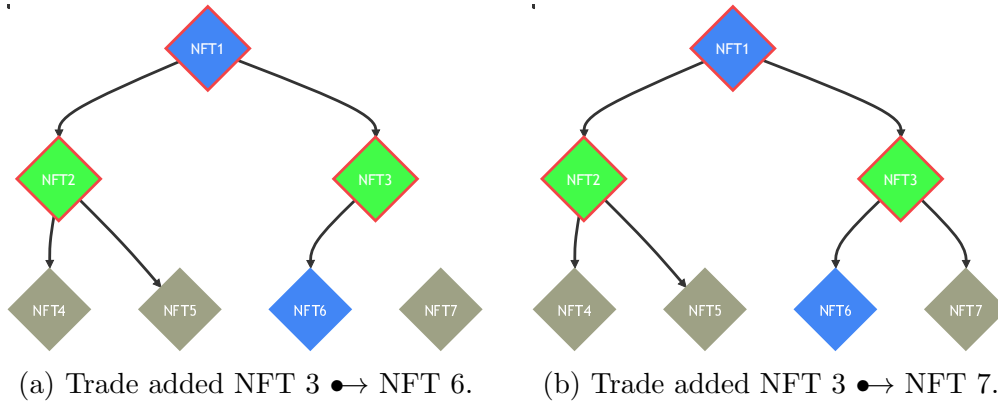 NFT1
NFT2
NFT3
NFT4
NFT5
NFT6
NFT7
(a) Trade added NFT 3 •→ NFT 6.
NFT1
NFT2
NFT3
NFT4
NFT5
NFT6
NFT7
(b) Trade added NFT 3 •→ NFT 7.